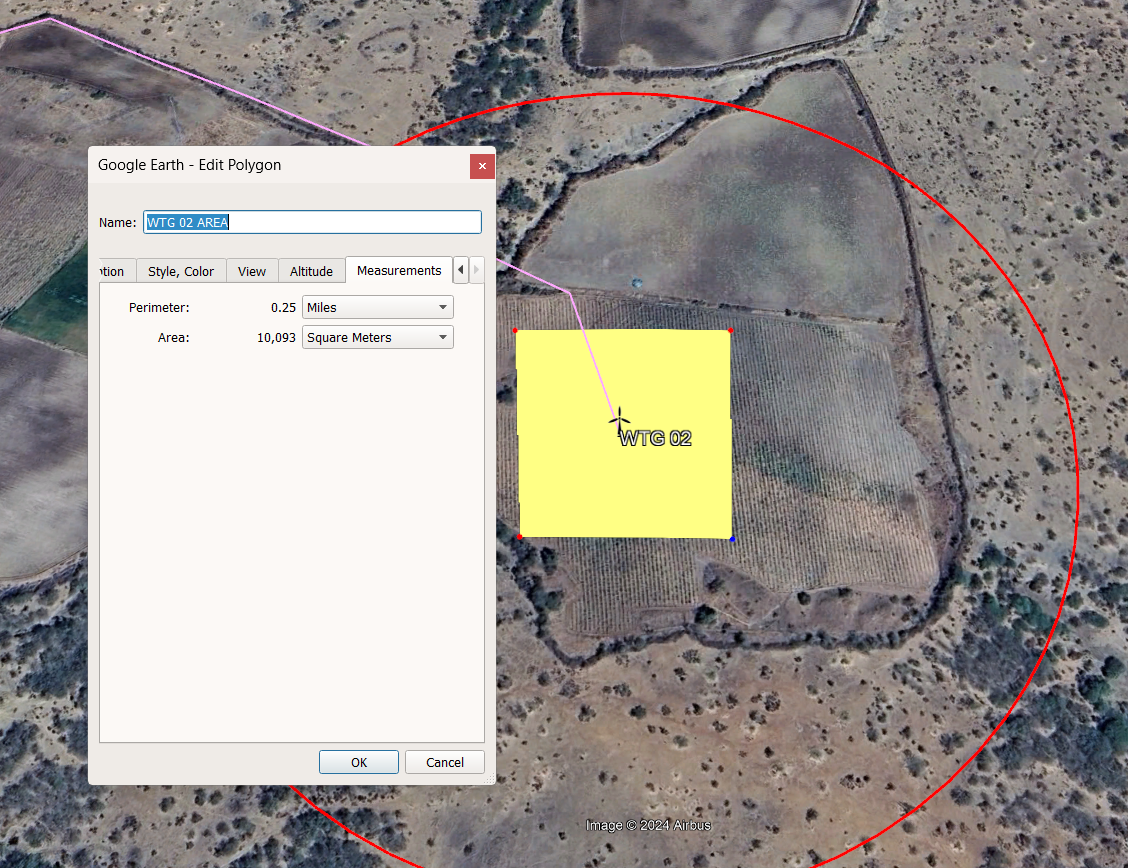 Google Earth - Edit Polygon
Name: WTG 02 AREA
ption Style, Color View Altitude Measurements
Perimeter: 0.25 Miles
Area: 10,093 Square Meters
WTG 02
OK Cancel
Image © 2024 Airbus